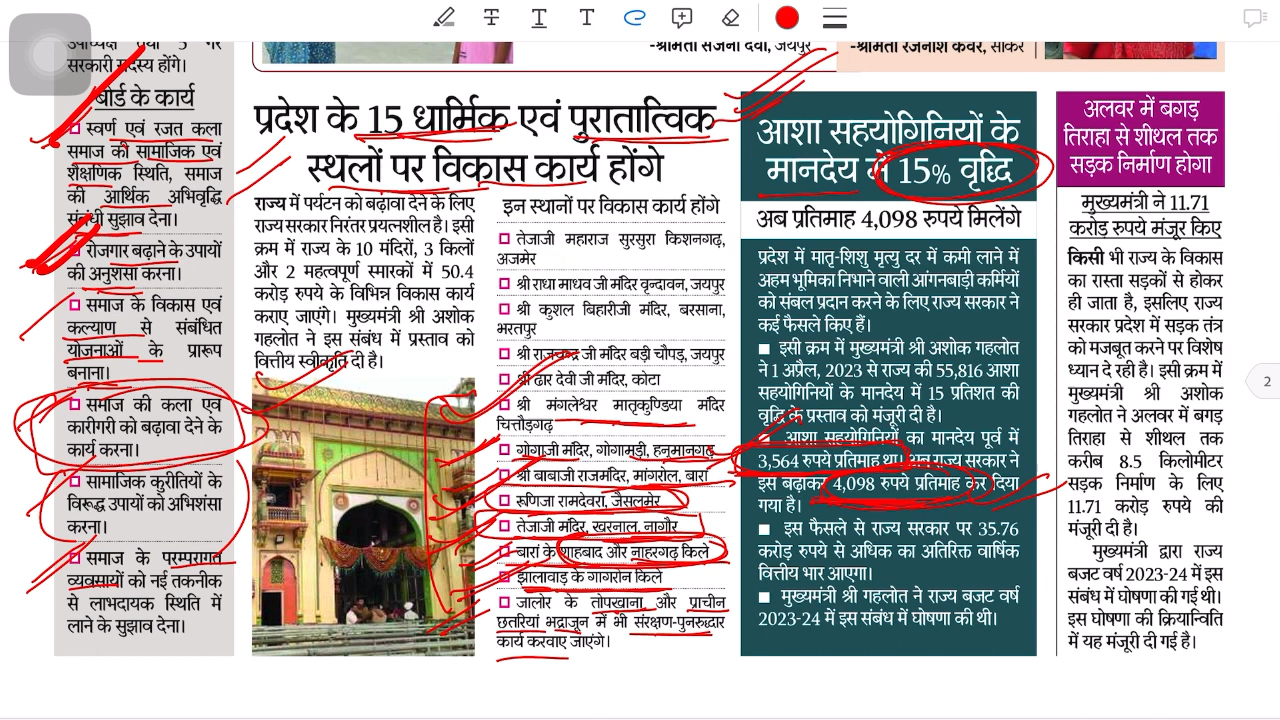 उपाध्यक्ष तथा 5 गैर
सरकारी सदस्य होंगे।
बोर्ड के कार्य
स्वर्ण एवं रजत कला
समाज की सामाजिक एवं
शैक्षणिक स्थिति, समाज
की आर्थिक अभिवृद्धि
संबंधी सुझाव देना।
रोजगार बढ़ाने के उपायों
की अनुशंसा करना।
समाज के विकास एवं
कल्याण से संबंधित
योजनाओं के प्रारूप
बनाना।
समाज की कला एवं
कारीगरी को बढ़ावा देने के
कार्य करना।
सामाजिक कुरीतियों के
विरूद्ध उपायों की अभिशंसा
करना।
समाज के परम्परागत
व्यवसायों को नई तकनीक
से लाभदायक स्थिति में
लाने के सुझाव देना।
-श्रीमती संजना देवी, जयपुर
सीकर
प्रदेश के 15 धार्मिक एवं पुरातात्विक
स्थलों पर विकास कार्य होंगे
राज्य में पर्यटन को बढ़ावा देने के लिए
राज्य सरकार निरंतर प्रयत्नशील है। इसी
क्रम में राज्य के 10 मंदिरों, 3 किलों
और 2 महत्वपूर्ण स्मारकों में 50.4
करोड़ रुपये के विभिन्न विकास कार्य
कराए जाएंगे। मुख्यमंत्री श्री अशोक
गहलोत ने इस संबंध में प्रस्ताव को
वित्तीय स्वीकृति दी है।
इन स्थानों पर विकास कार्य होंगे
तेजाजी महाराज सुरसुरा किशनगढ़,
अजमेर
श्री राधा माधव जी मंदिर वृन्दावन, जयपुर
श्री कुशल बिहारीजी मंदिर, बरसाना,
भरतपुर
श्री राजचन्द्र जी मंदिर बड़ी चौपड़, जयपुर
श्री ढार देवी जी मंदिर, कोटा
श्री मंगलेश्वर मातृकुण्डिया मंदिर
चित्तौड़गढ़
गोगाजी मंदिर, गोगामेड़ी, हनुमानगढ़
श्री बाबाजी राजमंदिर, मांगरोल, बारां
रूणिजा रामदेवरा, जैसलमेर
तेजाजी मंदिर, खरनाल, नागौर
बारां के शाहबाद और नाहरगढ़ किले
झालावाड़ के गागरोन किले
जालोर के तोपखाना और प्राचीन
छतरियां भद्राजून में भी संरक्षण-पुनरुद्धार
कार्य करवाए जाएंगे।
आशा सहयोगिनियों के
मानदेय में 15% वृद्धि
अब प्रतिमाह 4,098 रुपये मिलेंगे
प्रदेश में मातृ-शिशु मृत्यु दर में कमी लाने में
अहम भूमिका निभाने वाली आंगनबाड़ी कर्मियों
को संबल प्रदान करने के लिए राज्य सरकार ने
कई फैसले किए हैं।
इसी क्रम में मुख्यमंत्री श्री अशोक गहलोत
ने 1 अप्रैल, 2023 से राज्य की 55,816 आशा
सहयोगिनियों के मानदेय में 15 प्रतिशत की
वृद्धि के प्रस्ताव को मंजूरी दी है।
आशा सहयोगिनियों का मानदेय पूर्व में
3,564 रुपये प्रतिमाह था। अब राज्य सरकार ने
इसे बढ़ाकर 4,098 रुपये प्रतिमाह कर दिया
गया है।
इस फैसले से राज्य सरकार पर 35.76
करोड़ रुपये से अधिक का अतिरिक्त वार्षिक
वित्तीय भार आएगा।
मुख्यमंत्री श्री गहलोत ने राज्य बजट वर्ष
2023-24 में इस संबंध में घोषणा की थी।
अलवर में बगड़
तिराहा से शीथल तक
सड़क निर्माण होगा
मुख्यमंत्री ने 11.71
करोड़ रुपये मंजूर किए
किसी भी राज्य के विकास
का रास्ता सड़कों से होकर
ही जाता है, इसलिए राज्य
सरकार प्रदेश में सड़क तंत्र
को मजबूत करने पर विशेष
ध्यान दे रही है। इसी क्रम में
मुख्यमंत्री श्री अशोक
गहलोत ने अलवर में बगड़
तिराहा से शीथल तक
करीब 8.5 किलोमीटर
सड़क निर्माण के लिए
11.71 करोड़ रुपये की
मंजूरी दी है।
मुख्यमंत्री द्वारा राज्य
बजट वर्ष 2023-24 में इस
संबंध में घोषणा की गई थी।
इस घोषणा की क्रियान्विति
में यह मंजूरी दी गई है।
2